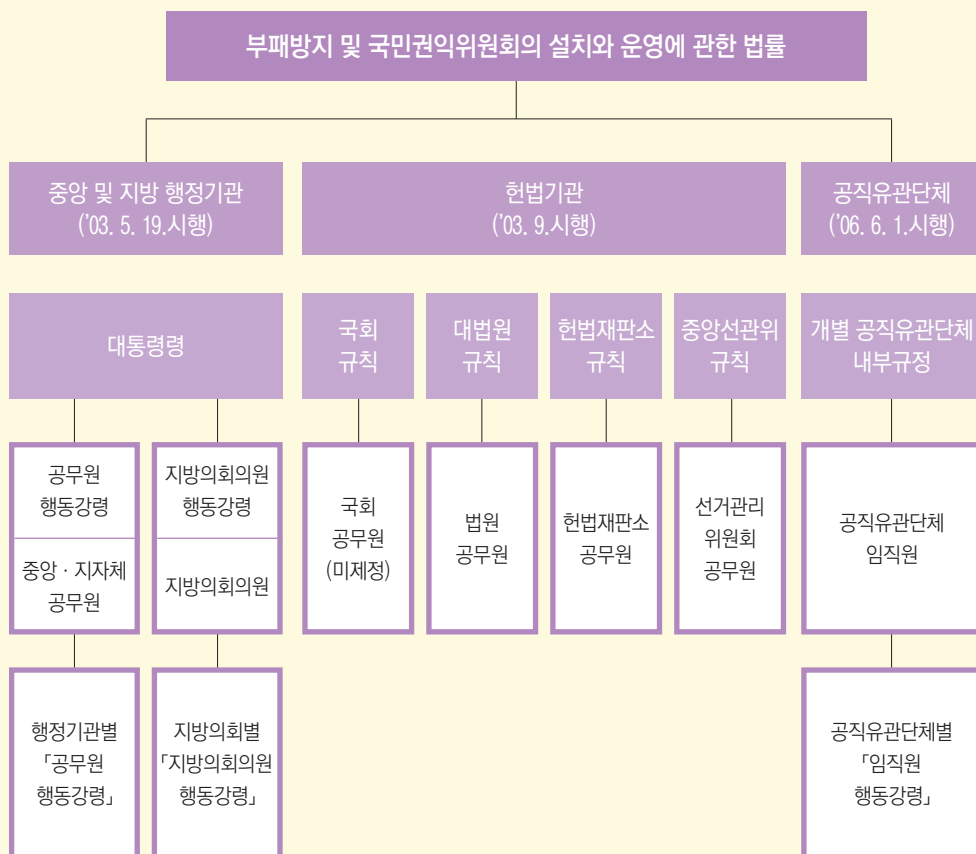 부패방지 및 국민권익위원회의 설치와 운영에 관한 법률
중앙 및 지방 행정기관
('03. 5. 19.시행)
헌법기관
('03. 9.시행)
공직유관단체
('06. 6. 1.시행)
대통령령
국회
규칙
대법원
규칙
헌법재판소
규칙
중앙선관위
규칙
개별 공직유관단체
내부규정
공무원
행동강령
중앙 · 지자체
공무원
지방의회의원
행동강령
지방의회의원
국회
공무원
(미제정)
법원
공무원
헌법재판소
공무원
선거관리
위원회
공무원
공직유관단체
임직원
행정기관별
「공무원
행동강령」
지방의회별
「지방의회의원
행동강령」
공직유관단체별
「임직원
행동강령」